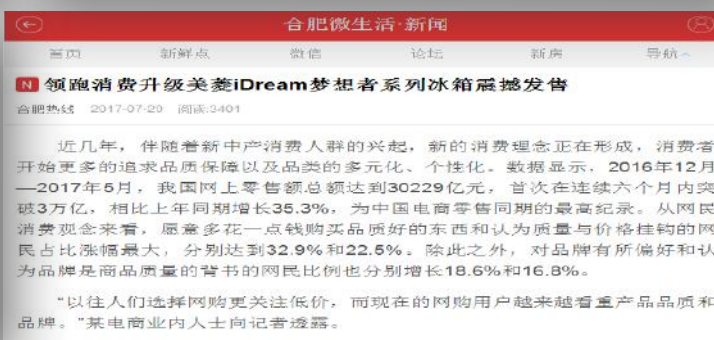 合肥微生活·新闻
首页 新鲜点 微信 论坛 新房 导航
N 领跑消费升级美菱iDream梦想者系列冰箱震撼发售
合肥热线 2017-07-20 阅读:3401
近几年，伴随着新中产消费人群的兴起，新的消费理念正在形成，消费者
开始更多的追求品质保障以及品类的多元化、个性化。数据显示，2016年12月
—2017年5月，我国网上零售额总额达到30229亿元，首次在连续六个月内突
破3万亿，相比上年同期增长35.3%，为中国电商零售同期的最高纪录。从网民
消费观念来看，愿意多花一点钱购买品质好的东西和认为质量与价格挂钩的网
民占比涨幅最大，分别达到32.9%和22.5%。除此之外，对品牌有所偏好和认
为品牌是商品质量的背书的网民比例也分别增长18.6%和16.8%。
“以往人们选择网购更关注低价，而现在的网购用户越来越看重产品品质和
品牌。”某电商业内人士向记者透露。